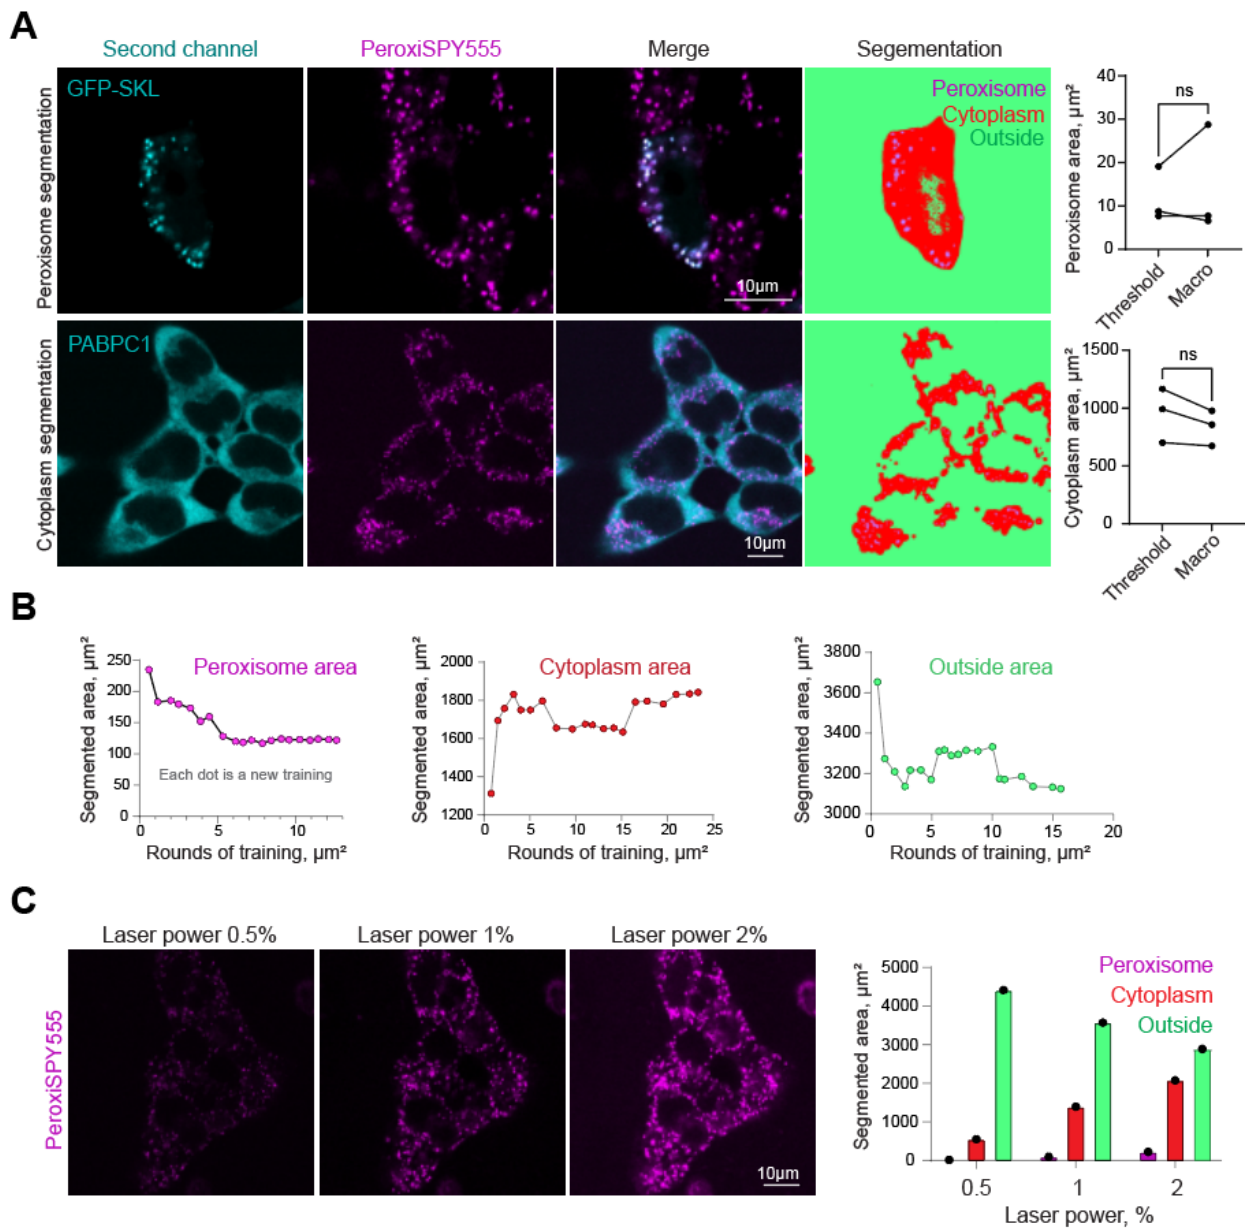 A
Second channel
PeroxiSPY555
Merge
Segementation
Peroxisome segmentation
GFP-SKL
10µm
Peroxisome
Cytoplasm
Outside
Peroxisome area, µm²
40
30
20
10
0
ns
Threshold
Macro
Cytoplasm segmentation
PABPC1
10µm
Cytoplasm area, µm²
1500
1000
500
0
ns
Threshold
Macro
B
Segmented area, µm²
250
200
150
100
50
0
Peroxisome area
Each dot is a new training
0
5
10
Rounds of training, µm²
Segmented area, µm²
2000
1800
1600
1400
1200
Cytoplasm area
0
5
10
15
20
25
Rounds of training, µm²
Segmented area, µm²
3800
3600
3400
3200
3000
Outside area
0
5
10
15
20
Rounds of training, µm²
C
Laser power 0.5%
Laser power 1%
Laser power 2%
PeroxiSPY555
10µm
Segmented area, µm²
5000
4000
3000
2000
1000
0
Peroxisome
Cytoplasm
Outside
0.5
1
2
Laser power, %